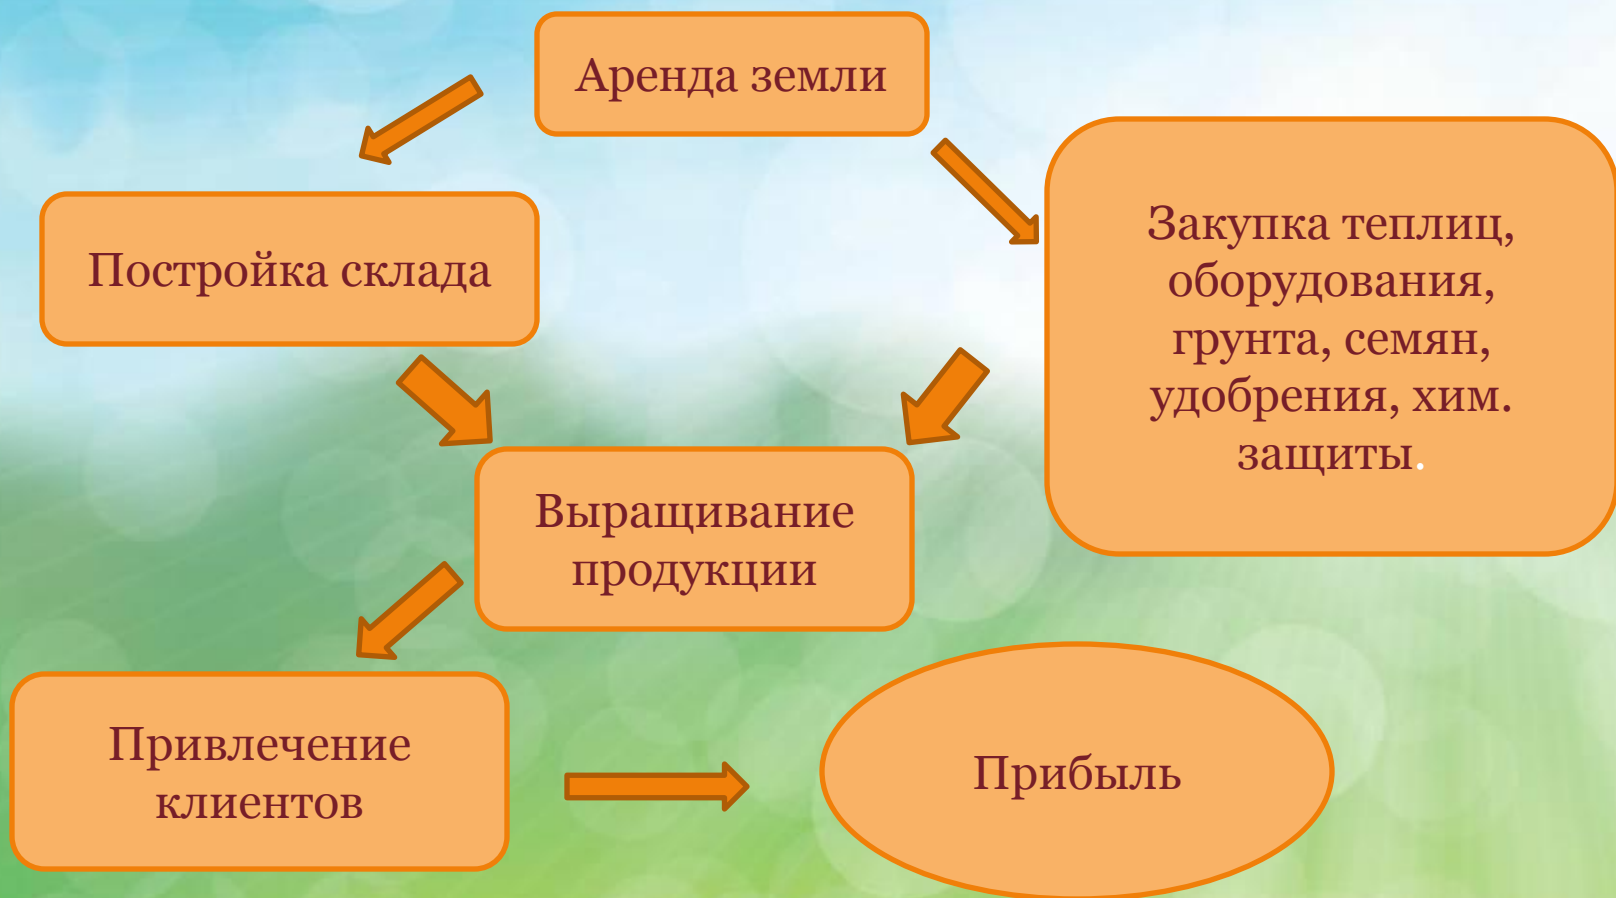 Аренда земли
Постройка склада
Закупка теплиц,
оборудования,
грунта, семян,
удобрения, хим.
защиты.
Выращивание
продукции
Привлечение
клиентов
Прибыль